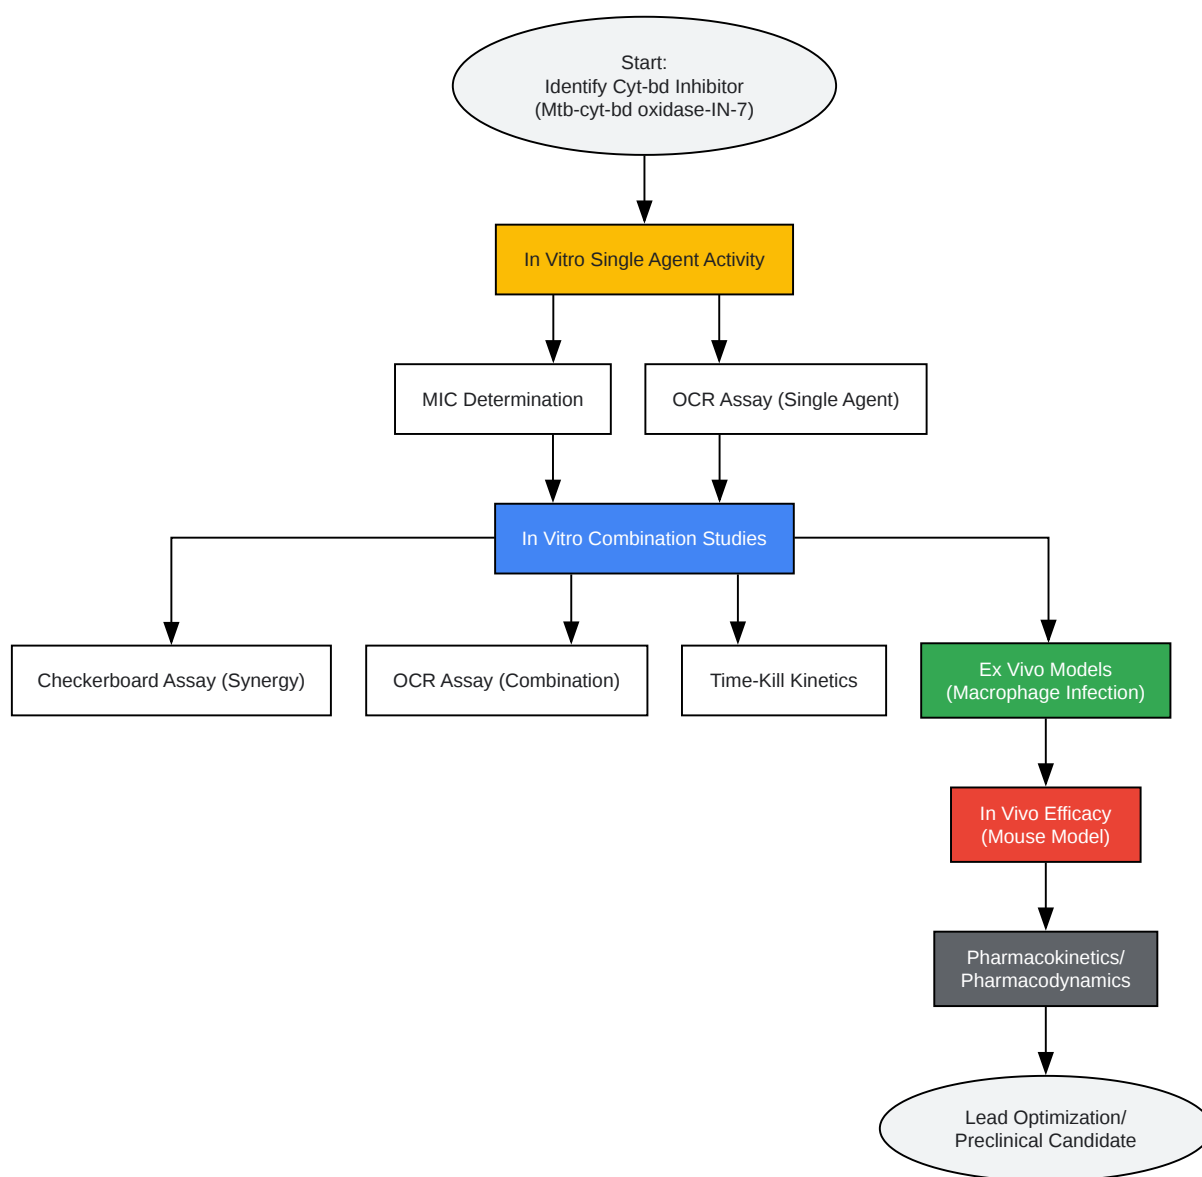 Start:
Identify Cyt-bd Inhibitor
(Mtb-cyt-bd oxidase-IN-7)
In Vitro Single Agent Activity
MIC Determination
OCR Assay (Single Agent)
In Vitro Combination Studies
Checkerboard Assay (Synergy)
OCR Assay (Combination)
Time-Kill Kinetics
Ex Vivo Models
(Macrophage Infection)
In Vivo Efficacy
(Mouse Model)
Pharmacokinetics/
Pharmacodynamics
Lead Optimization/
Preclinical Candidate